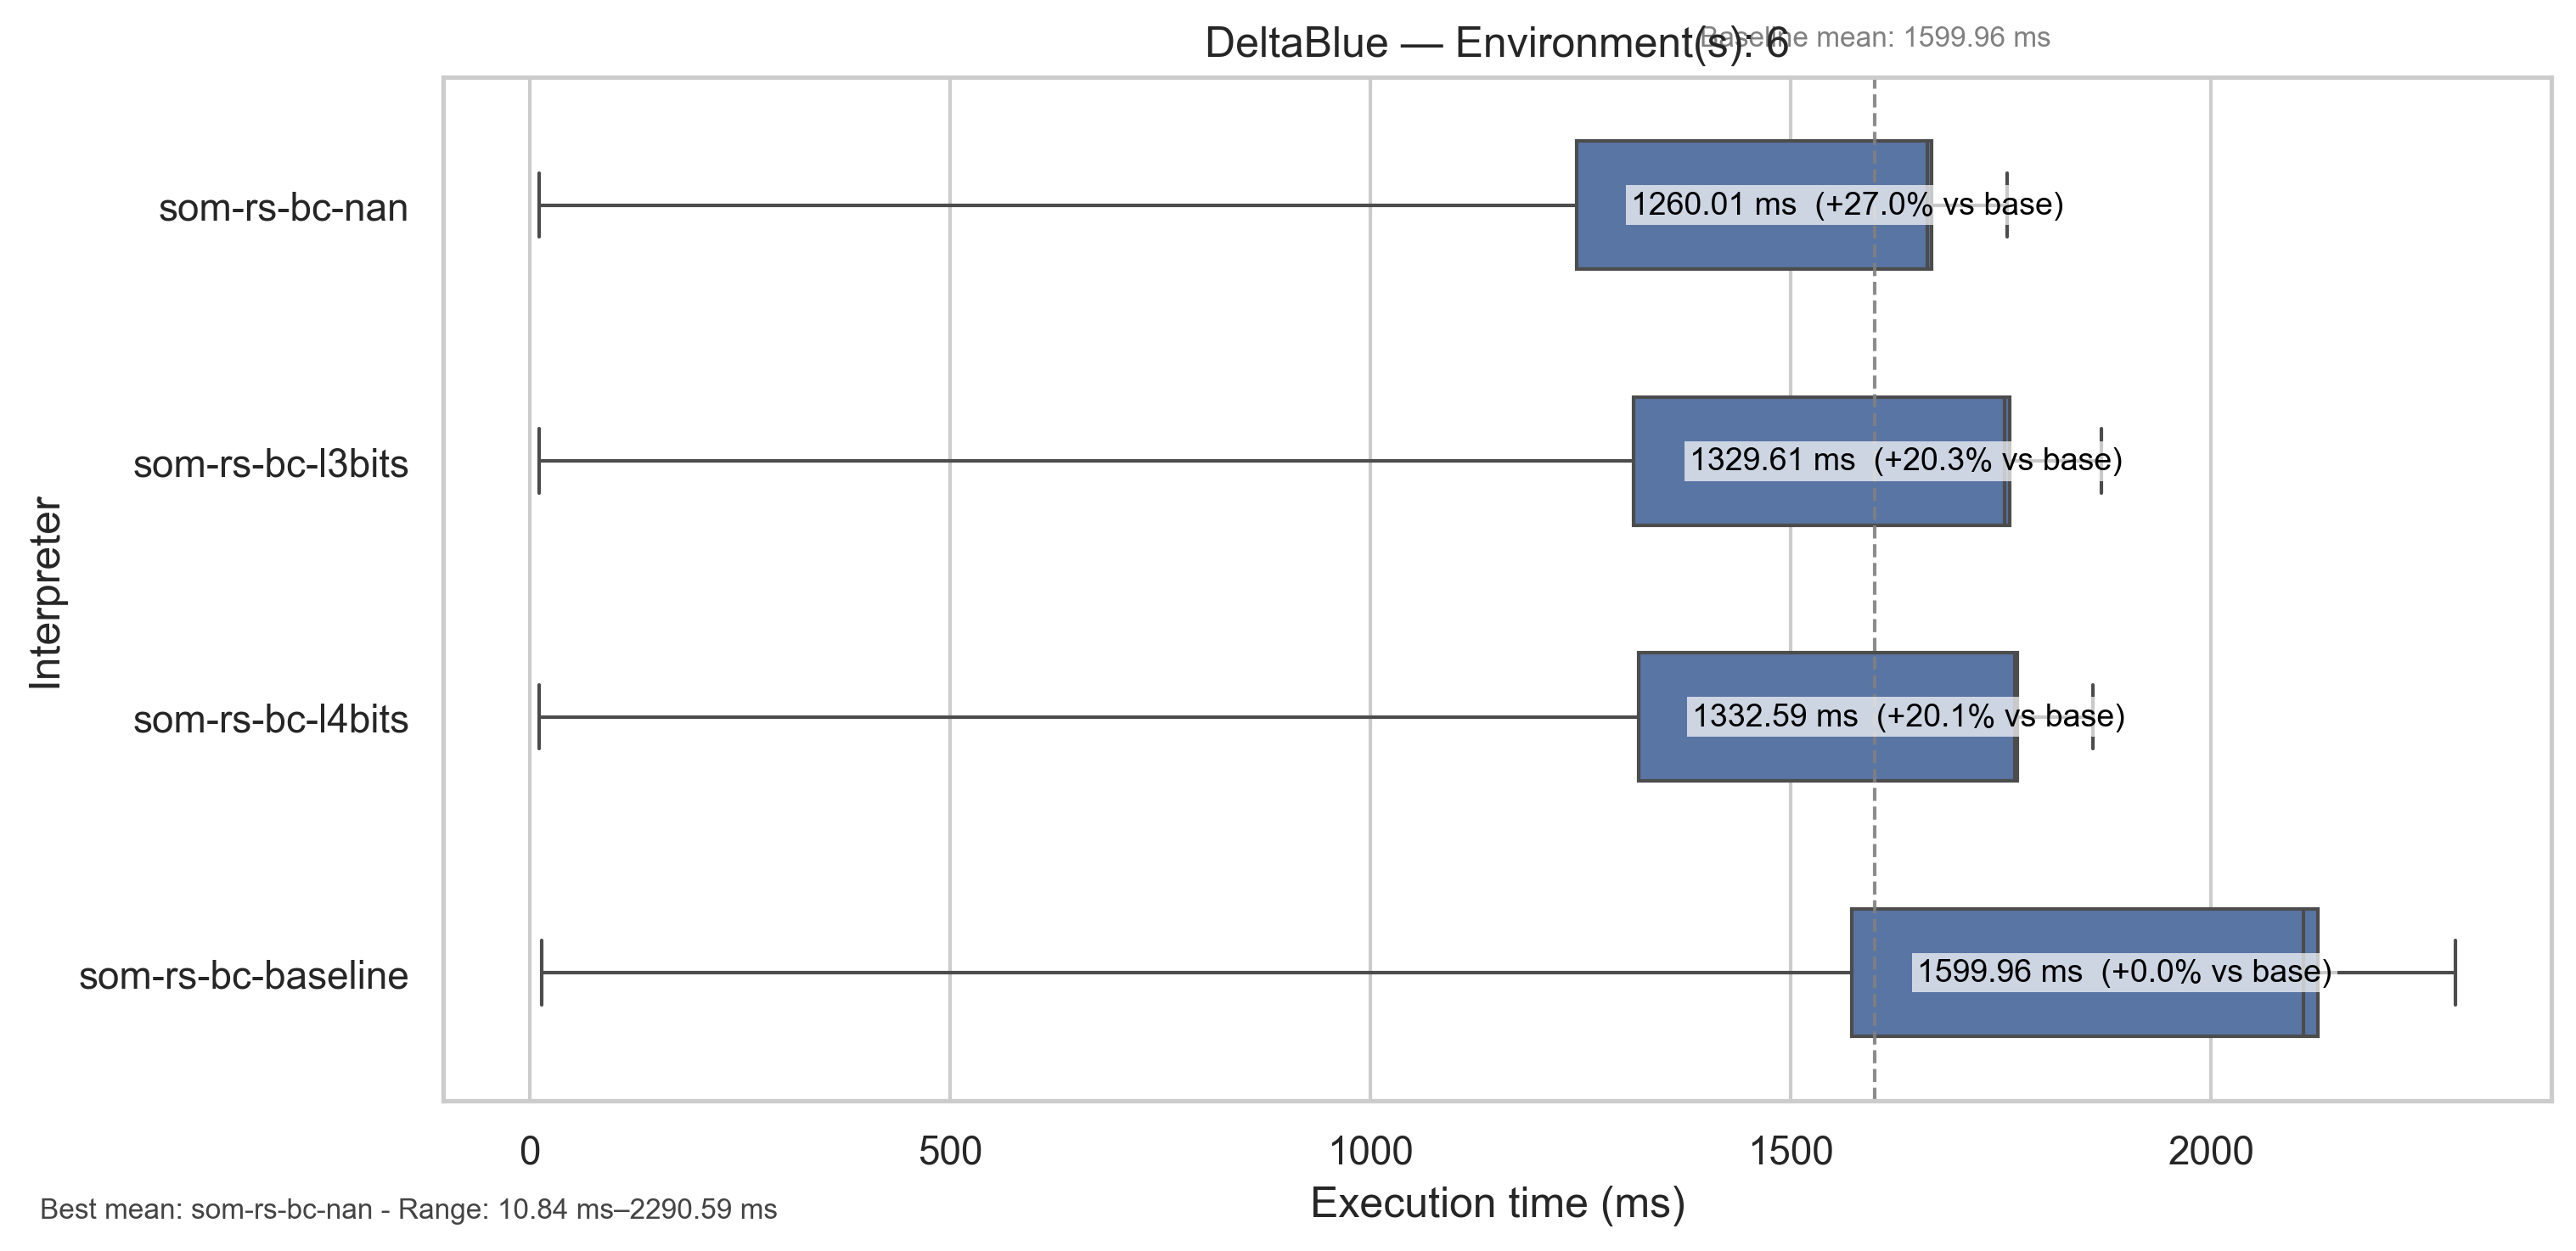 DeltaBlue — Environment(s): 6
Baseline mean: 1599.96 ms
som-rs-bc-nan
1260.01 ms (+27.0% vs base)
som-rs-bc-l3bits
1329.61 ms (+20.3% vs base)
Interpreter
som-rs-bc-l4bits
1332.59 ms (+20.1% vs base)
som-rs-bc-baseline
1599.96 ms (+0.0% vs base)
0 500 1000 1500 2000
Execution time (ms)
Best mean: som-rs-bc-nan - Range: 10.84 ms–2290.59 ms